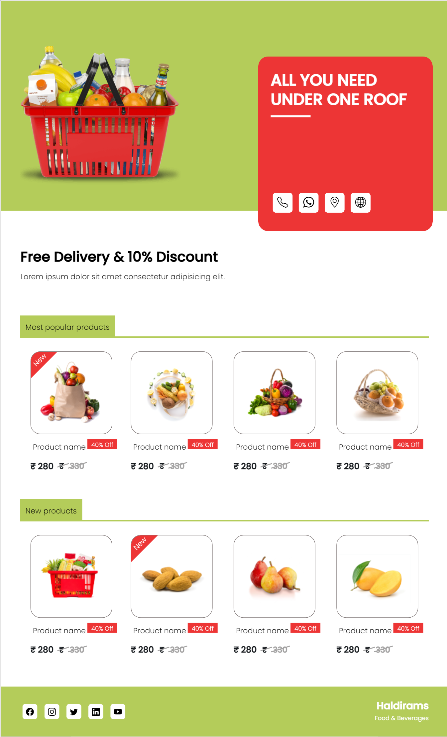 ALL YOU NEED
UNDER ONE ROOF
Free Delivery & 10% Discount
Lorem ipsum dolor sit amet consectetur adipisicing elit.
Most popular products
New
Product name 40% Off
₹ 280 ₹ 330
Product name 40% Off
₹ 280 ₹ 330
Product name 40% Off
₹ 280 ₹ 330
Product name 40% Off
₹ 280 ₹ 330
New products
Product name 40% Off
₹ 280 ₹ 330
New
Product name 40% Off
₹ 280 ₹ 330
Product name 40% Off
₹ 280 ₹ 330
Product name 40% Off
₹ 280 ₹ 330
Haldirams
Food & Beverages